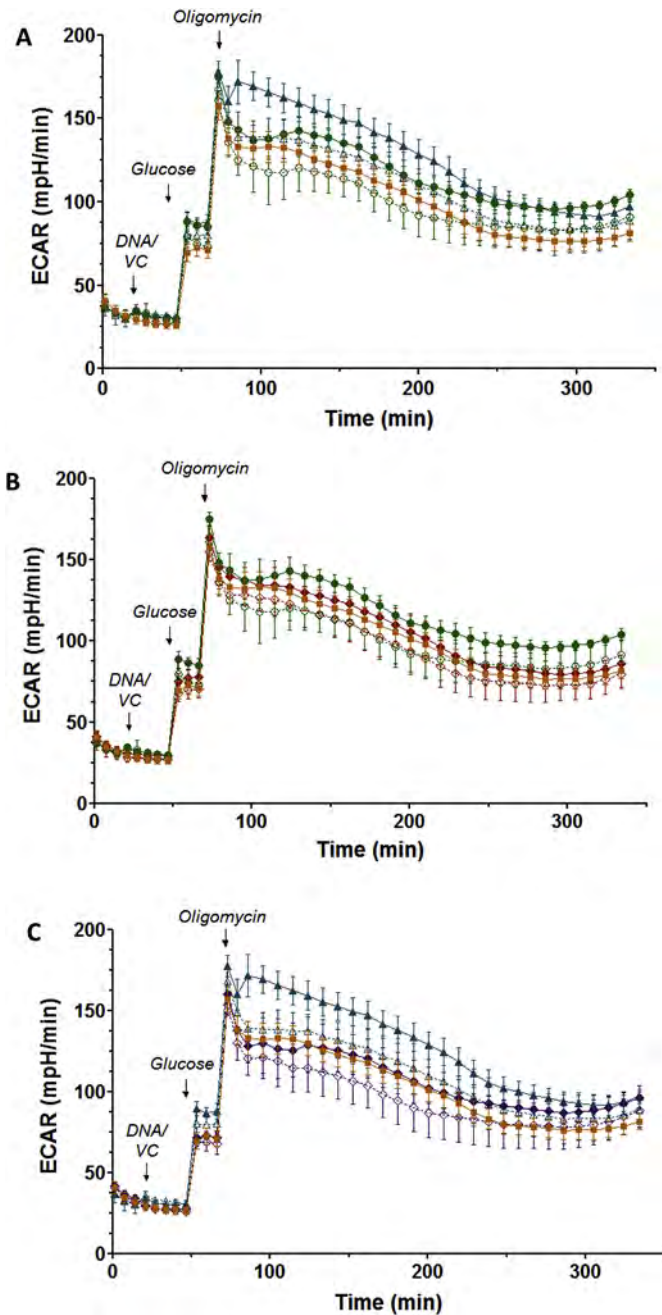 A
Oligomycin
Glucose
DNA/
VC
ECAR (mpH/min)
200
150
100
50
0
0 100 200 300
Time (min)
B
Oligomycin
Glucose
DNA/
VC
ECAR (mpH/min)
200
150
100
50
0
0 100 200 300
Time (min)
C
Oligomycin
Glucose
DNA/
VC
ECAR (mpH/min)
200
150
100
50
0
0 100 200 300
Time (min)